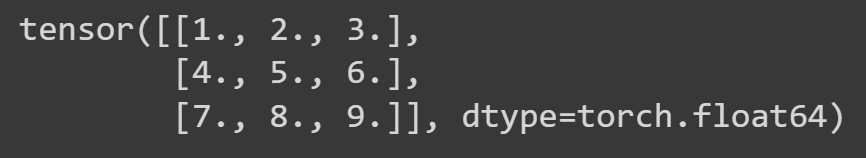 tensor([[1., 2., 3.],
        [4., 5., 6.],
        [7., 8., 9.]], dtype=torch.float64)